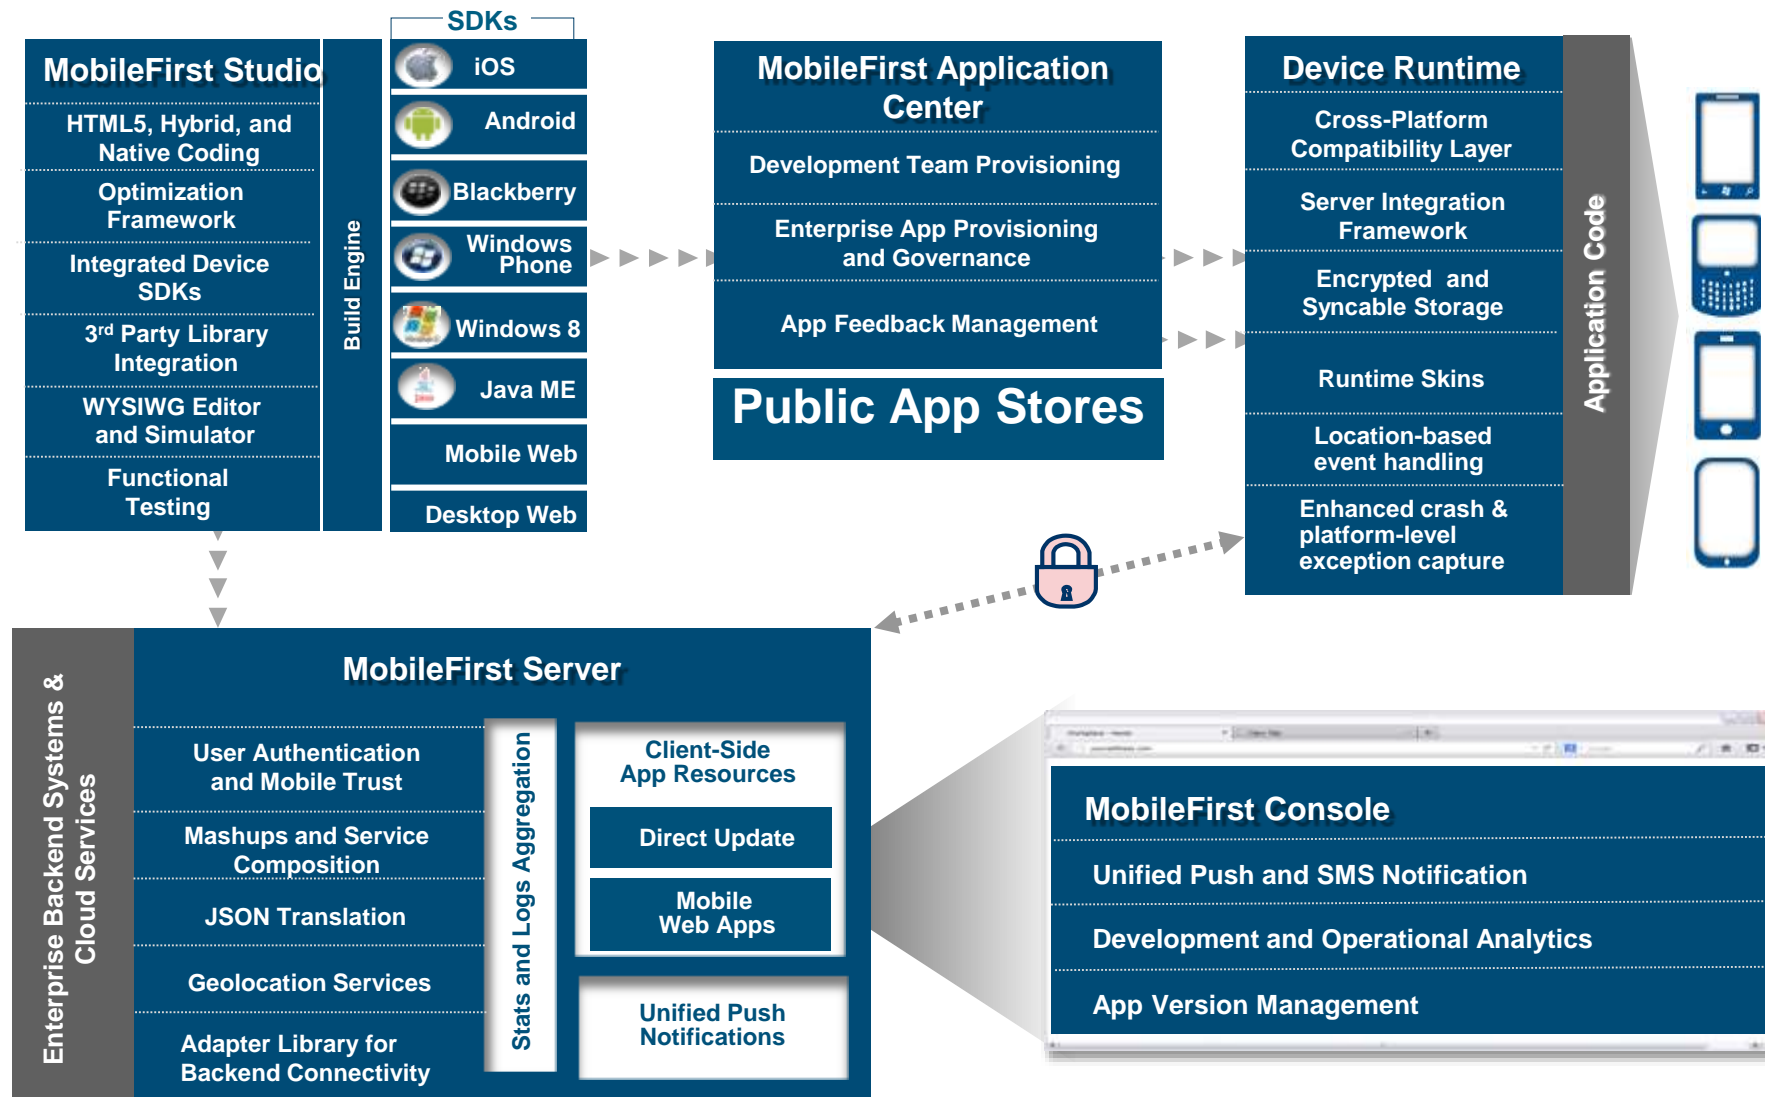 SDKs
MobileFirst Studio
HTML5, Hybrid, and
Native Coding
Optimization
Framework
Integrated Device
SDKs
3rd Party Library
Integration
WYSIWG Editor
and Simulator
Functional
Testing
Build Engine
iOS
Android
Blackberry
Windows
Phone
Windows 8
Java ME
Mobile Web
Desktop Web
MobileFirst Application
Center
Development Team Provisioning
Enterprise App Provisioning
and Governance
App Feedback Management
Public App Stores
Device Runtime
Cross-Platform
Compatibility Layer
Server Integration
Framework
Encrypted and
Syncable Storage
Runtime Skins
Location-based
event handling
Enhanced crash &
platform-level
exception capture
Application Code
Enterprise Backend Systems &
Cloud Services
MobileFirst Server
User Authentication
and Mobile Trust
Mashups and Service
Composition
JSON Translation
Geolocation Services
Adapter Library for
Backend Connectivity
Stats and Logs Aggregation
Client-Side
App Resources
Direct Update
Mobile
Web Apps
Unified Push
Notifications
MobileFirst Console
Unified Push and SMS Notification
Development and Operational Analytics
App Version Management